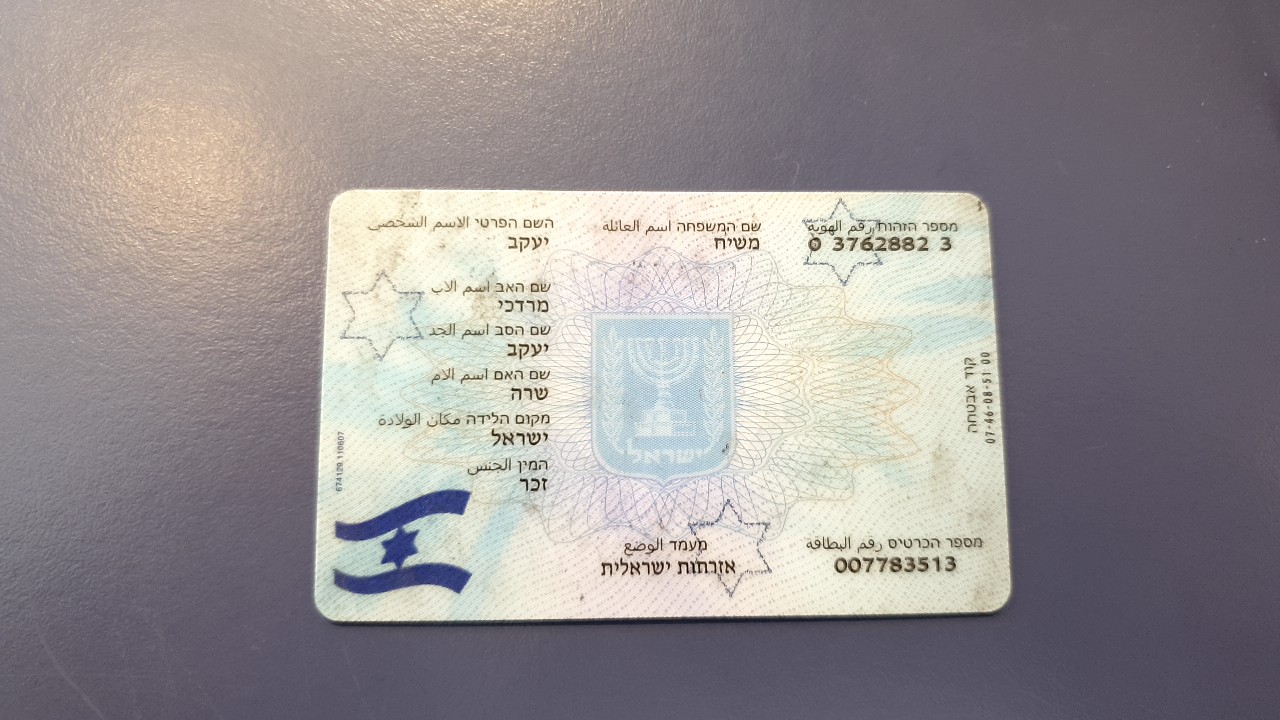 מספר הזהות رقم الهوية
0 3762882 3
שם המשפחה اسم العائلة
משיח
השם הפרטי الاسم الشخصي
יעקב
שם האב اسم الاب
מרדכי
שם הסב اسم الجد
יעקב
שם האם اسم الام
שרה
מקום הלידה مكان الولادة
ישראל
המין الجنس
זכר
ישראל
קוד אבטחה
07-46-08-51 00
674129 110607
מעמד الوضع
אזרחות ישראלית
מספר הכרטיס رقم البطاقة
007783513